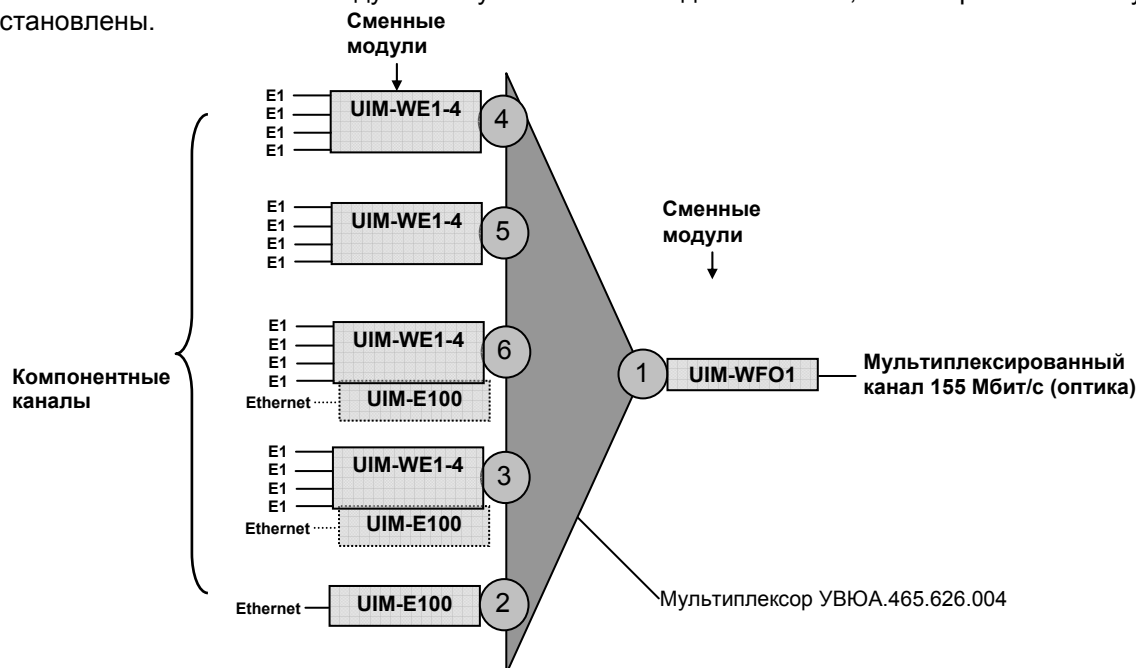 становлены.
Сменные
модули
E1
E1
E1
E1
UIM-WE1-4
4
E1
E1
E1
E1
UIM-WE1-4
5
Сменные
модули
E1
E1
E1
E1
UIM-WE1-4
6
Ethernet
UIM-E100
Компонентные
каналы
1
UIM-WFO1
Мультиплексированный
канал 155 Мбит/с (оптика)
E1
E1
E1
E1
UIM-WE1-4
3
Ethernet
UIM-E100
Ethernet
UIM-E100
2
Мультиплексор УВЮА.465.626.004